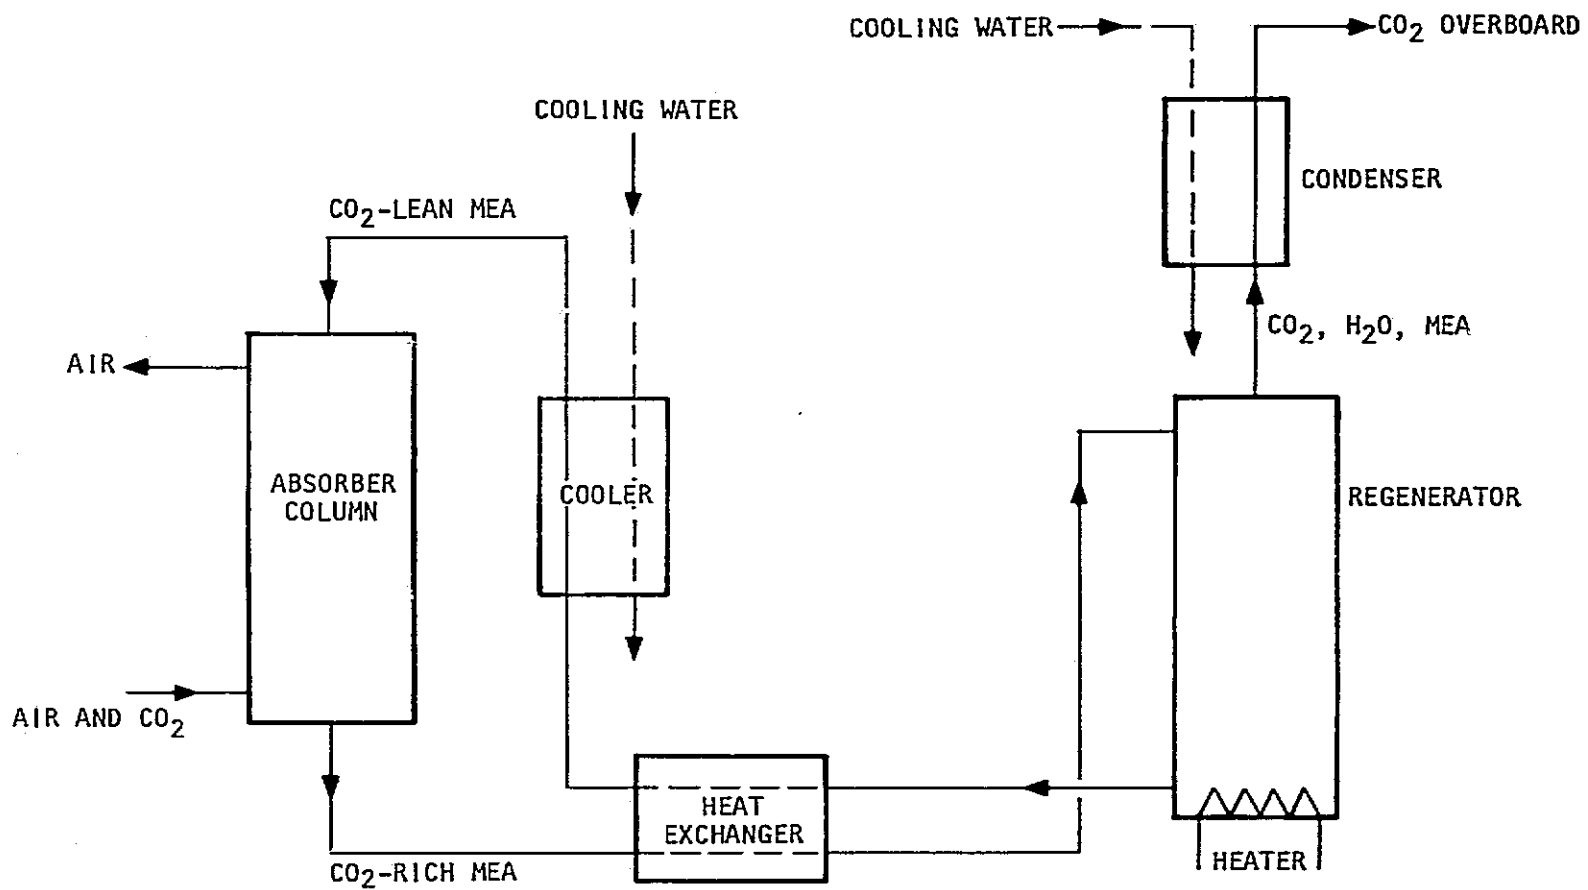 COOLING WATER
CO₂ OVERBOARD
COOLING WATER
CONDENSER
CO₂-LEAN MEA
CO₂, H₂O, MEA
AIR
ABSORBER
COLUMN
COOLER
REGENERATOR
AIR AND CO₂
HEAT
EXCHANGER
CO₂-RICH MEA
HEATER